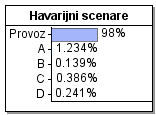 Havarijni scenare
Provoz 98%
A 1.234%
B 0.139%
C 0.386%
D 0.241%